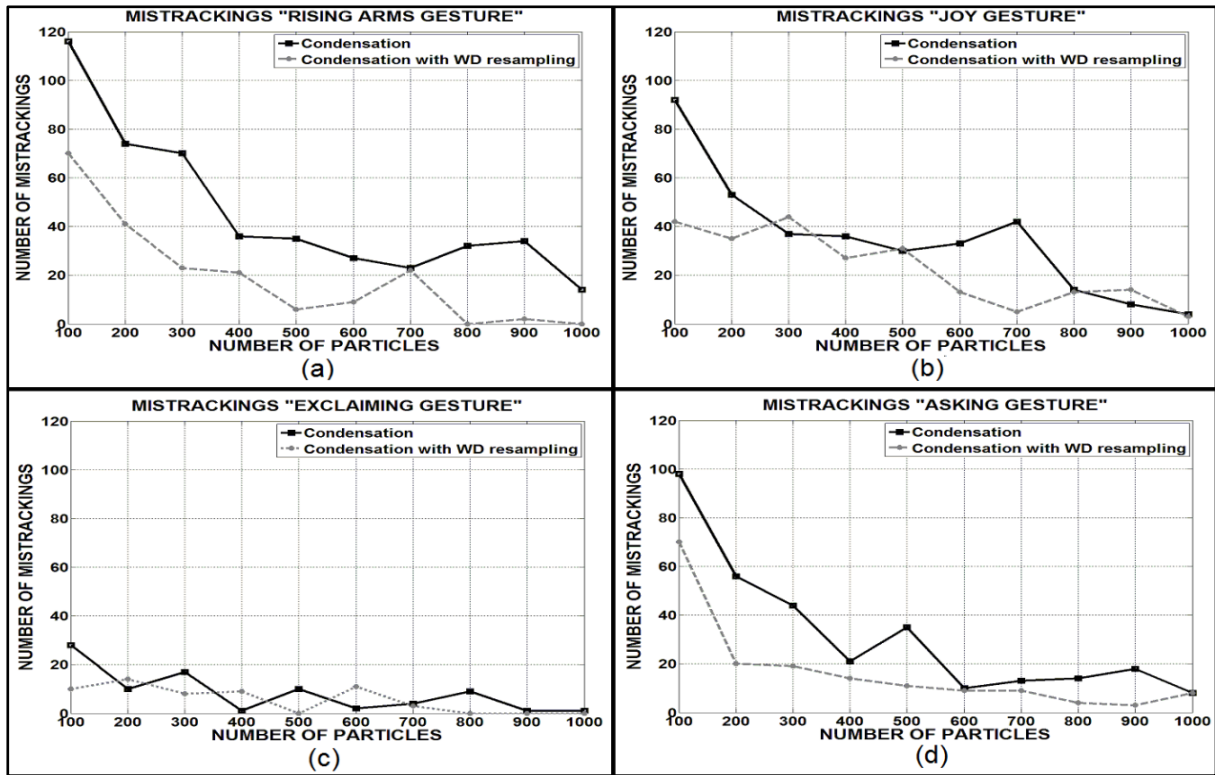 MISTRACKINGS "RISING ARMS GESTURE"
Condensation
Condensation with WD resampling
NUMBER OF MISTRACKINGS
120
100
80
60
40
20
0
100 200 300 400 500 600 700 800 900 1000
NUMBER OF PARTICLES
(a)
MISTRACKINGS "JOY GESTURE"
Condensation
Condensation with WD resampling
NUMBER OF MISTRACKINGS
120
100
80
60
40
20
0
100 200 300 400 500 600 700 800 900 1000
NUMBER OF PARTICLES
(b)
MISTRACKINGS "EXCLAIMING GESTURE"
Condensation
Condensation with WD resampling
NUMBER OF MISTRACKINGS
120
100
80
60
40
20
0
100 200 300 400 500 600 700 800 900 1000
NUMBER OF PARTICLES
(c)
MISTRACKINGS "ASKING GESTURE"
Condensation
Condensation with WD resampling
NUMBER OF MISTRACKINGS
120
100
80
60
40
20
0
100 200 300 400 500 600 700 800 900 1000
NUMBER OF PARTICLES
(d)